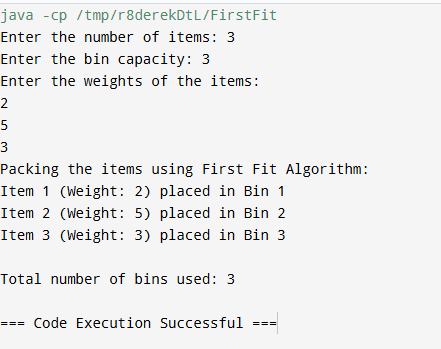 java -cp /tmp/r8derekDtL/FirstFit
Enter the number of items: 3
Enter the bin capacity: 3
Enter the weights of the items:
2
5
3
Packing the items using First Fit Algorithm:
Item 1 (Weight: 2) placed in Bin 1
Item 2 (Weight: 5) placed in Bin 2
Item 3 (Weight: 3) placed in Bin 3
Total number of bins used: 3
=== Code Execution Successful ===